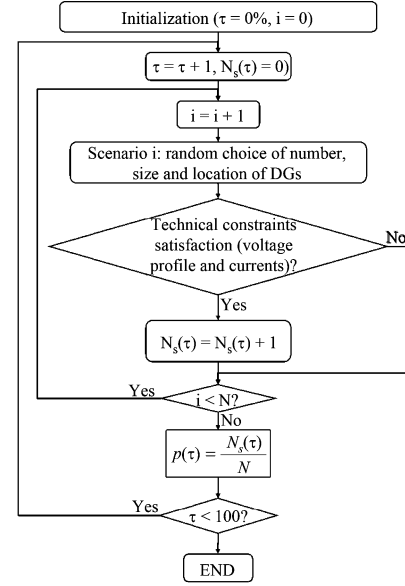 Initialization (τ = 0%, i = 0)
τ = τ + 1, Nₛ(τ) = 0)
i = i + 1
Scenario i: random choice of number,
size and location of DGs
Technical constraints
satisfaction (voltage
profile and currents)?
No
Yes
Nₛ(τ) = Nₛ(τ) + 1
Yes
i < N?
No
p(τ) = Nₛ(τ) / N
Yes
τ < 100?
END